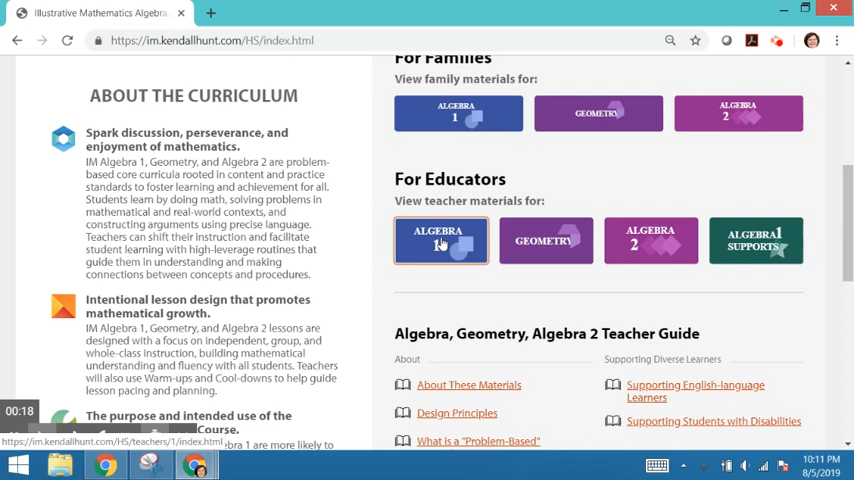 Illustrative Mathematics Algebra,
https://im.kendallhunt.com/HS/index.html
ABOUT THE CURRICULUM
Spark discussion, perseverance, and
enjoyment of mathematics.
IM Algebra 1, Geometry, and Algebra 2 are problem-
based core curricula rooted in content and practice
standards to foster learning and achievement for all.
Students learn by doing math, solving problems in
mathematical and real-world contexts, and
constructing arguments using precise language.
Teachers can shift their instruction and facilitate
student learning with high-leverage routines that
guide them in understanding and making
connections between concepts and procedures.
Intentional lesson design that promotes
mathematical growth.
IM Algebra 1, Geometry, and Algebra 2 lessons are
designed with a focus on independent, group, and
whole-class instruction, building mathematical
understanding and fluency with all students. Teachers
will also use Warm-ups and Cool-downs to help guide
lesson pacing and planning.
The purpose and intended use of the
Course.
ebra 1 are more likely to
00:18
https://im.kendallhunt.com/HS/teachers/1/index.html
For Families
View family materials for:
ALGEBRA
1
GEOMETRY
ALGEBRA
2
For Educators
View teacher materials for:
ALGEBRA
1
GEOMETRY
ALGEBRA
2
ALGEBRA 1
SUPPORTS
Algebra, Geometry, Algebra 2 Teacher Guide
About
About These Materials
Design Principles
What is a "Problem-Based"
Supporting Diverse Learners
Supporting English-language
Learners
Supporting Students with Disabilities
10:11 PM
8/5/2019